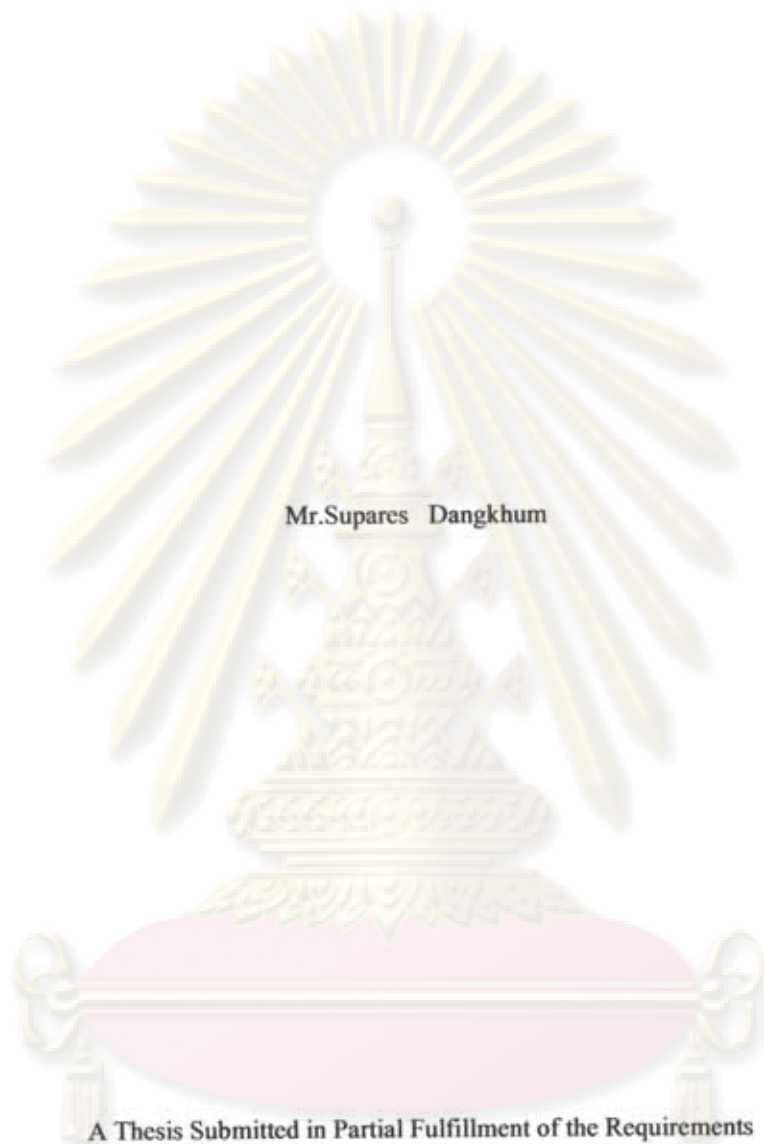 Mr.Supares Dangkhum
A Thesis Submitted in Partial Fulfillment of the Requirements